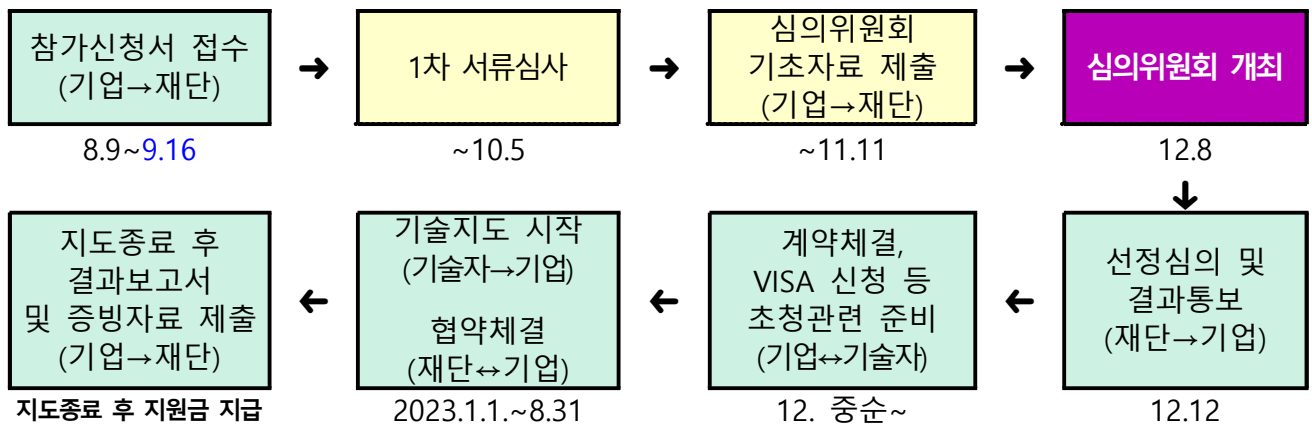 참가신청서 접수
(기업→재단)
➜
1차 서류심사
➜
심의위원회
기초자료 제출
(기업→재단)
➜
심의위원회 개최
8.9~9.16
~10.5
~11.11
12.8
선정심의 및
결과통보
(재단→기업)
12.12
계약체결,
VISA 신청 등
초청관련 준비
(기업↔기술자)
12. 중순~
기술지도 시작
(기술자→기업)
협약체결
(재단↔기업)
2023.1.1.~8.31
지도종료 후
결과보고서
및 증빙자료 제출
(기업→재단)
지도종료 후 지원금 지급